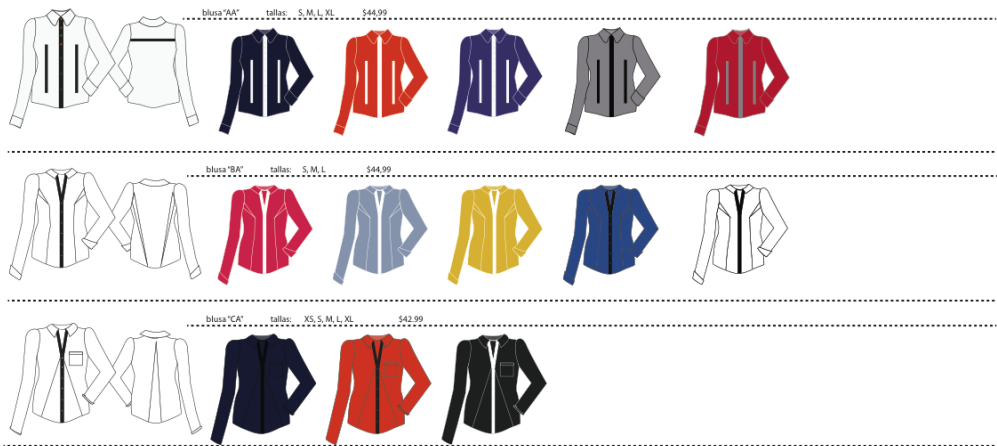 blusa "AA" tallas: S, M, L, XL $44,99
blusa "BA" tallas: S, M, L $44,99
blusa "CA" tallas: XS, S, M, L, XL $42.99